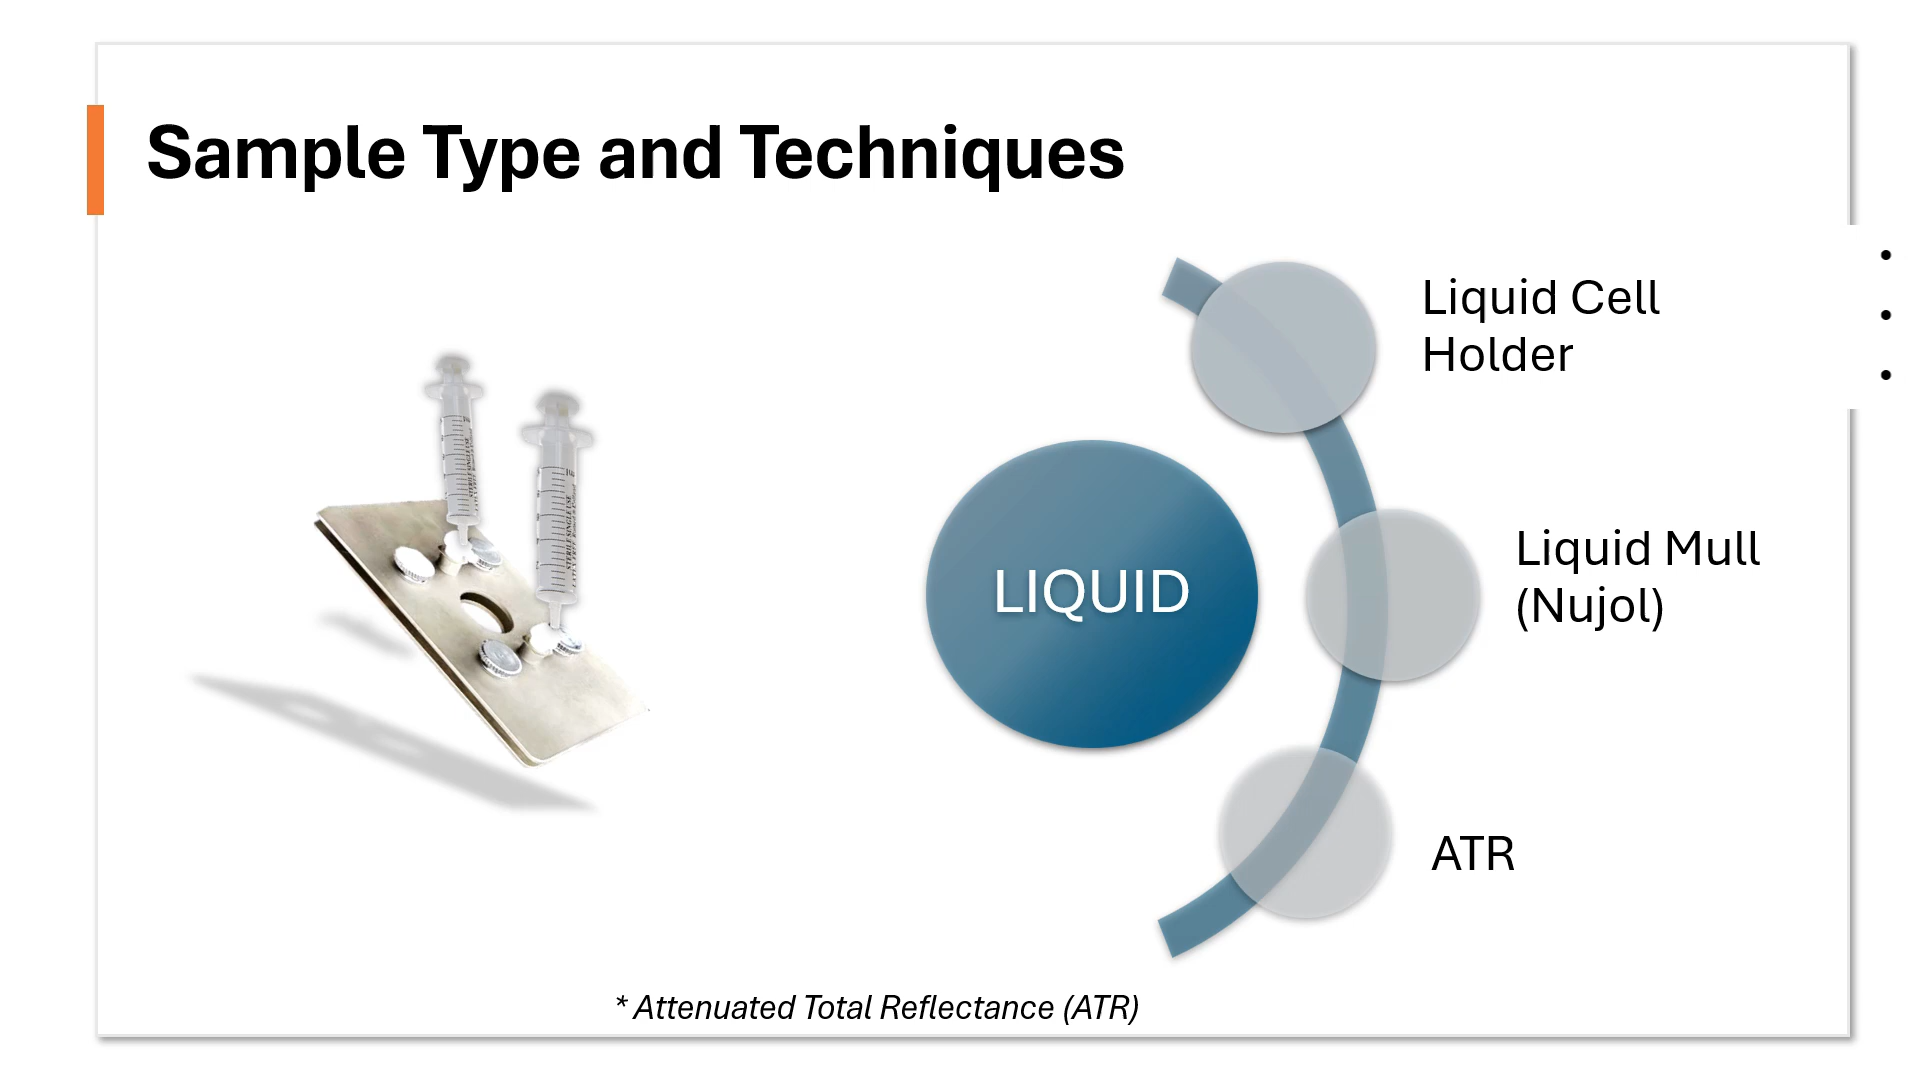 Sample Type and Techniques
Liquid Cell
Holder
LIQUID
Liquid Mull
(Nujol)
ATR
* Attenuated Total Reflectance (ATR)